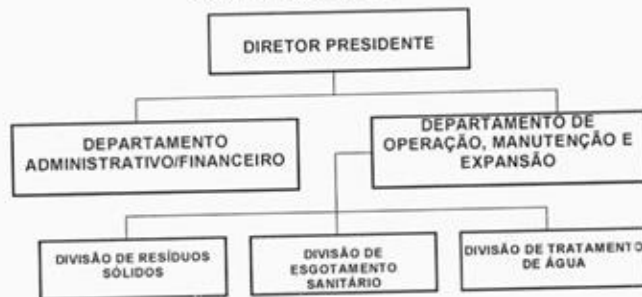 DIRETOR PRESIDENTE
DEPARTAMENTO
ADMINISTRATIVO/FINANCEIRO
DEPARTAMENTO DE
OPERAÇÃO, MANUTENÇÃO E
EXPANSÃO
DIVISÃO DE RESÍDUOS
SÓLIDOS
DIVISÃO DE
ESGOTAMENTO
SANITÁRIO
DIVISÃO DE TRATAMENTO
DE ÁGUA